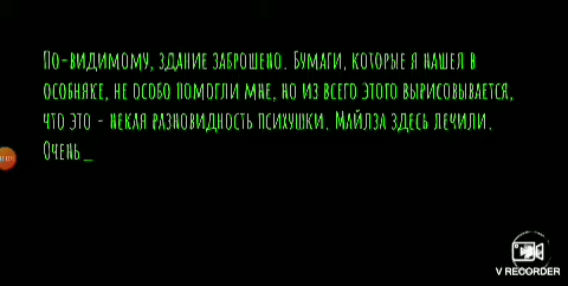 По-видимому, здание заброшено. Бумаги, которые я нашел в
особняке, не особо помогли мне, но из всего этого вырисовывается,
что это - некая разновидность психушки. Майлза здесь лечили.
Очень_
V RECORDER